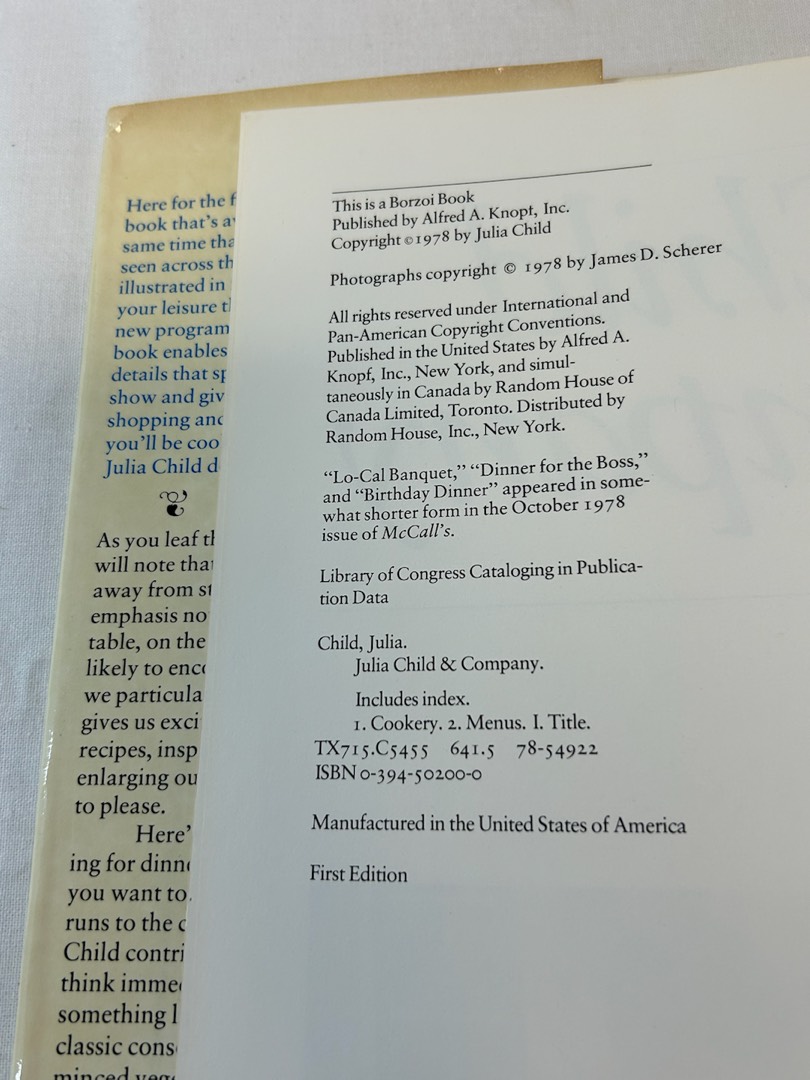 Here for the f
book that's a
same time tha
seen across th
illustrated in
your leisure t
new program
book enables
details that sp
show and giv
shopping and
you'll be coo
Julia Child d
As you leaf th
will note that
away from st
emphasis no
table, on the
likely to enco
we particula
gives us exci
recipes, insp
enlarging ou
to please.
Here'
ing for dinn
you want to
runs to the c
Child contri
think imme
something l
classic cons
minced veg
This is a Borzoi Book
Published by Alfred A. Knopt, Inc.
Copyright ©1978 by Julia Child
Photographs copyright © 1978 by James D. Scherer
All rights reserved under International and
Pan-American Copyright Conventions.
Published in the United States by Alfred A.
Knopf, Inc., New York, and simul-
taneously in Canada by Random House of
Canada Limited, Toronto. Distributed by
Random House, Inc., New York.
“Lo-Cal Banquet,” “Dinner for the Boss,”
and “Birthday Dinner” appeared in some-
what shorter form in the October 1978
issue of McCall's.
Library of Congress Cataloging in Publica-
tion Data
Child, Julia.
Julia Child & Company.
Includes index.
1. Cookery. 2. Menus. I. Title.
TX715.C5455 641.5 78-54922
ISBN 0-394-50200-0
Manufactured in the United States of America
First Edition